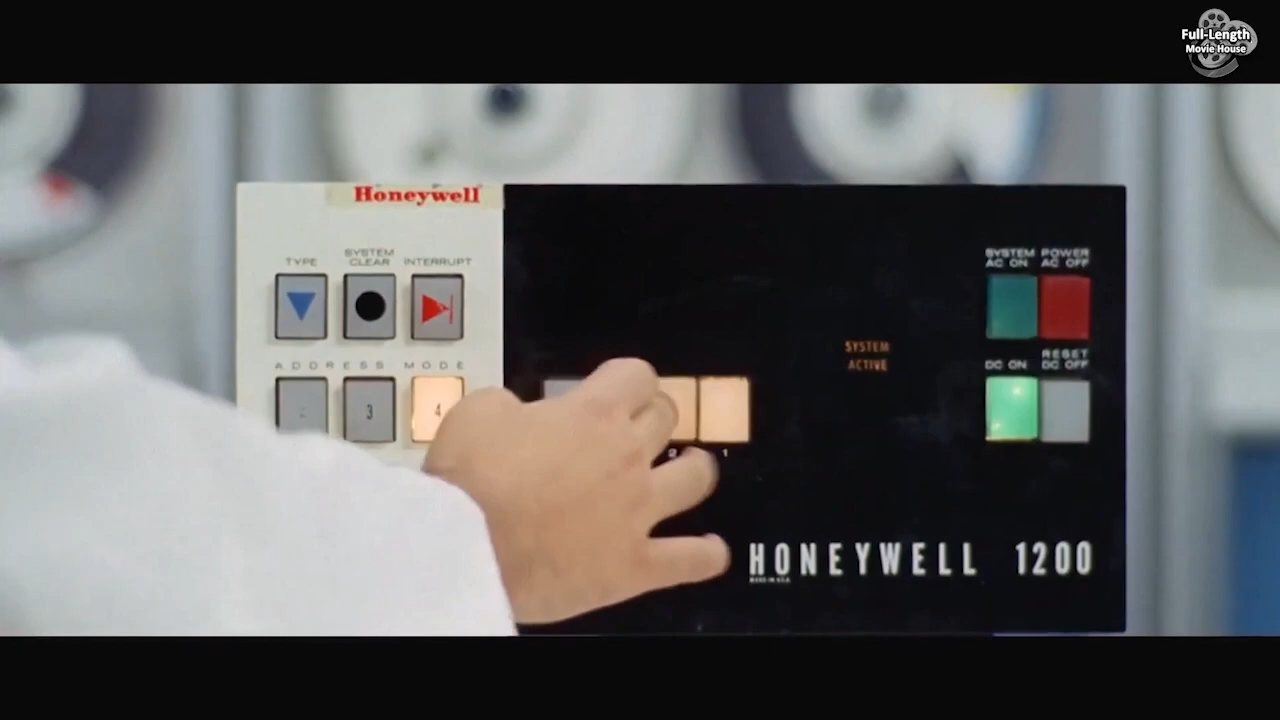 Full-Length
Movie House
Honeywell
TYPE
SYSTEM CLEAR
INTERRUPT
SYSTEM AC ON
POWER AC OFF
SYSTEM
ACTIVE
ADDRESS MODE
DC ON
RESET DC OFF
3
4
2
1
HONEYWELL 1200